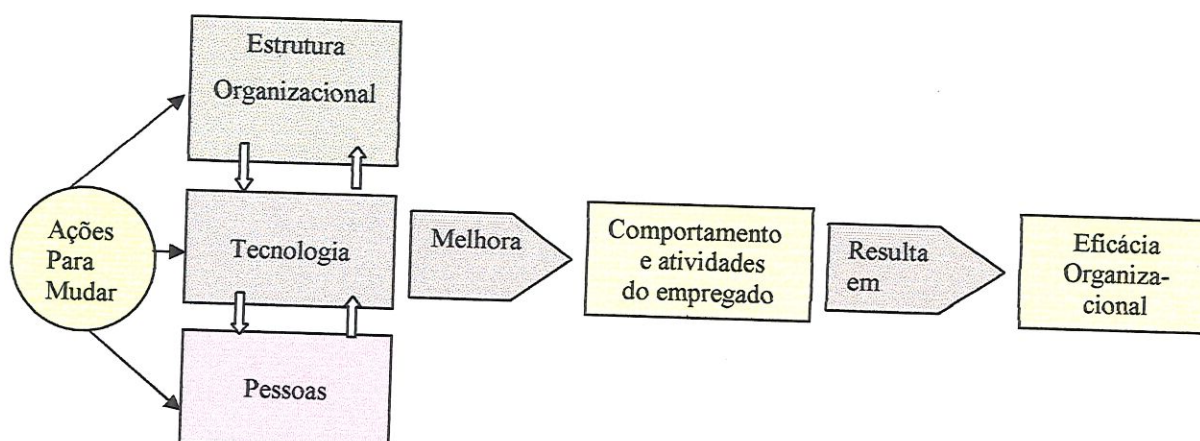 Estrutura
Organizacional
Ações
Para
Mudar
Tecnologia
Melhora
Comportamento
e atividades
do empregado
Resulta
em
Eficácia
Organiza-
cional
Pessoas